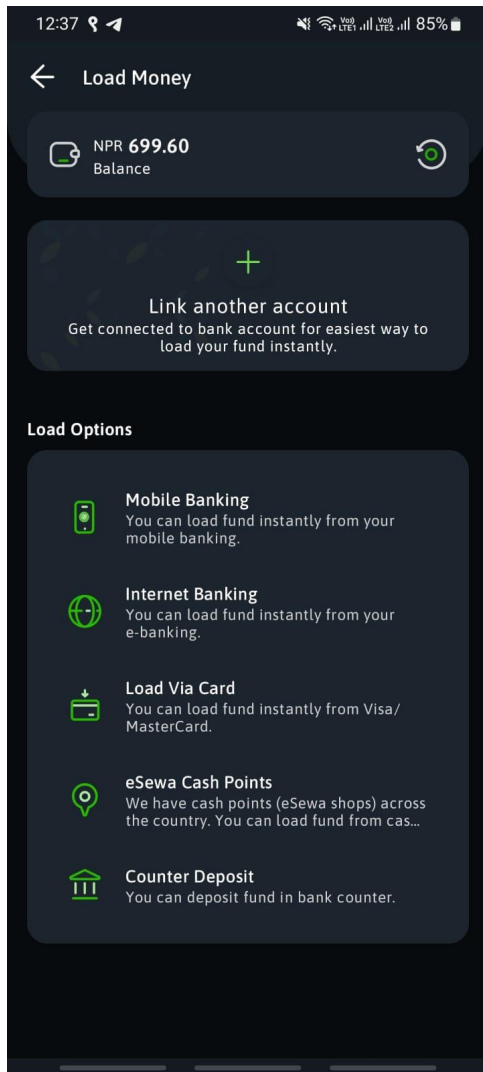 12:37
Vo)) LTE1 Vo)) LTE2 85%
Load Money
NPR 699.60
Balance
Link another account
Get connected to bank account for easiest way to
load your fund instantly.
Load Options
Mobile Banking
You can load fund instantly from your
mobile banking.
Internet Banking
You can load fund instantly from your
e-banking.
Load Via Card
You can load fund instantly from Visa/
MasterCard.
eSewa Cash Points
We have cash points (eSewa shops) across
the country. You can load fund from cas...
Counter Deposit
You can deposit fund in bank counter.